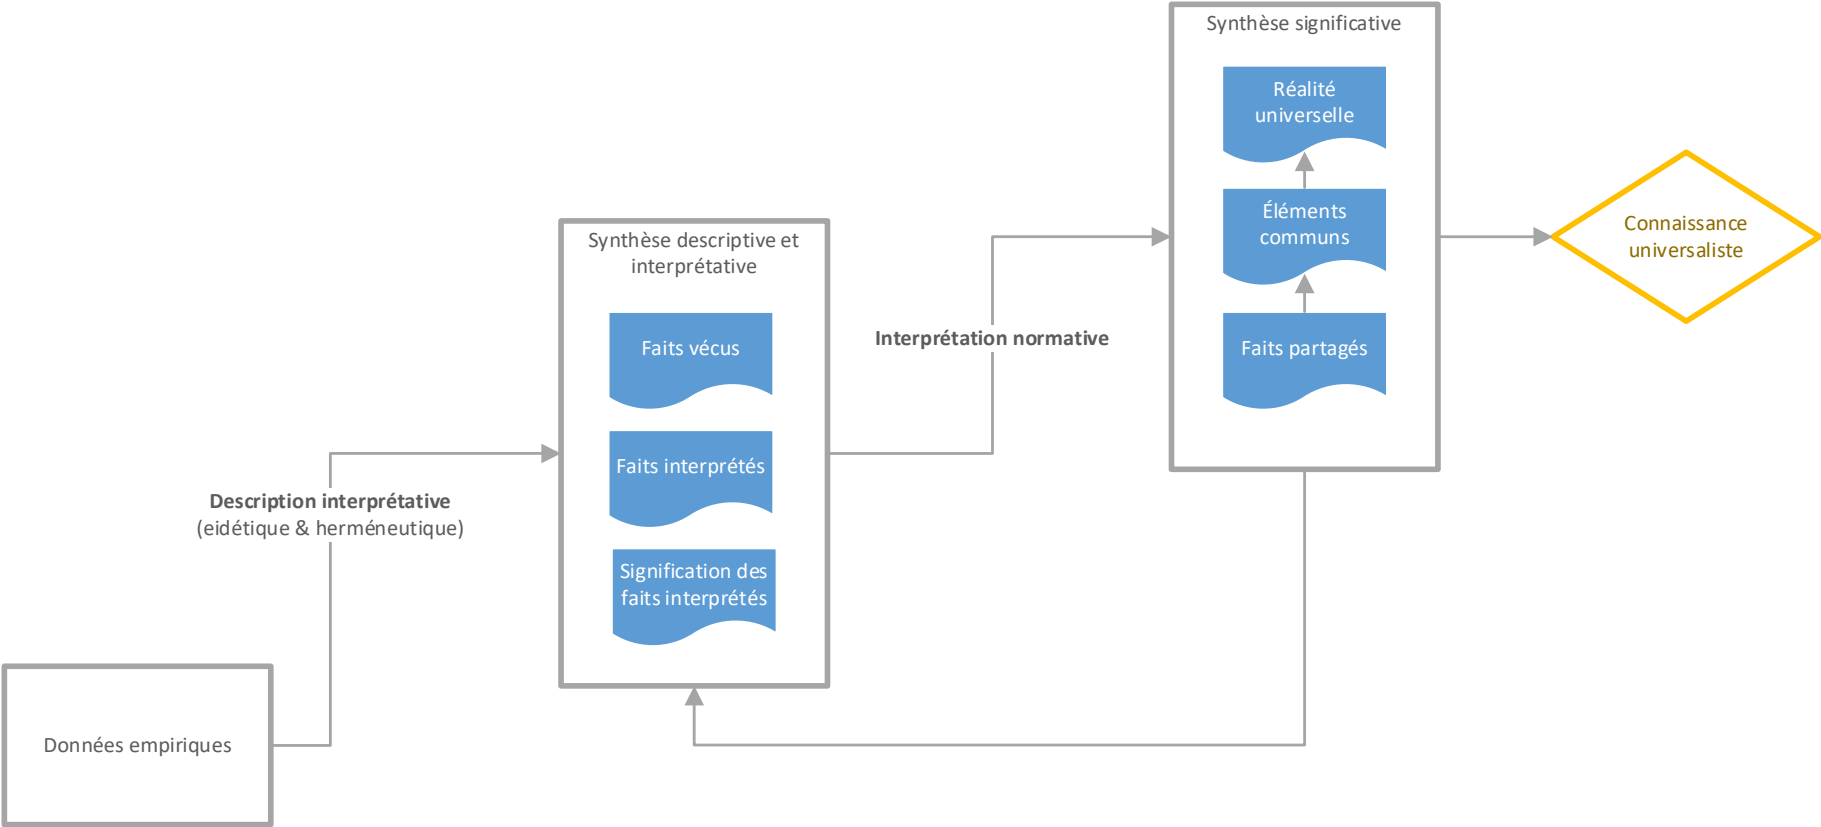 Synthèse significative
Réalité
universelle
Éléments
communs
Faits partagés
Connaissance
universaliste
Synthèse descriptive et
interprétative
Faits vécus
Faits interprétés
Signification des
faits interprétés
Interprétation normative
Description interprétative
(eidétique & herméneutique)
Données empiriques